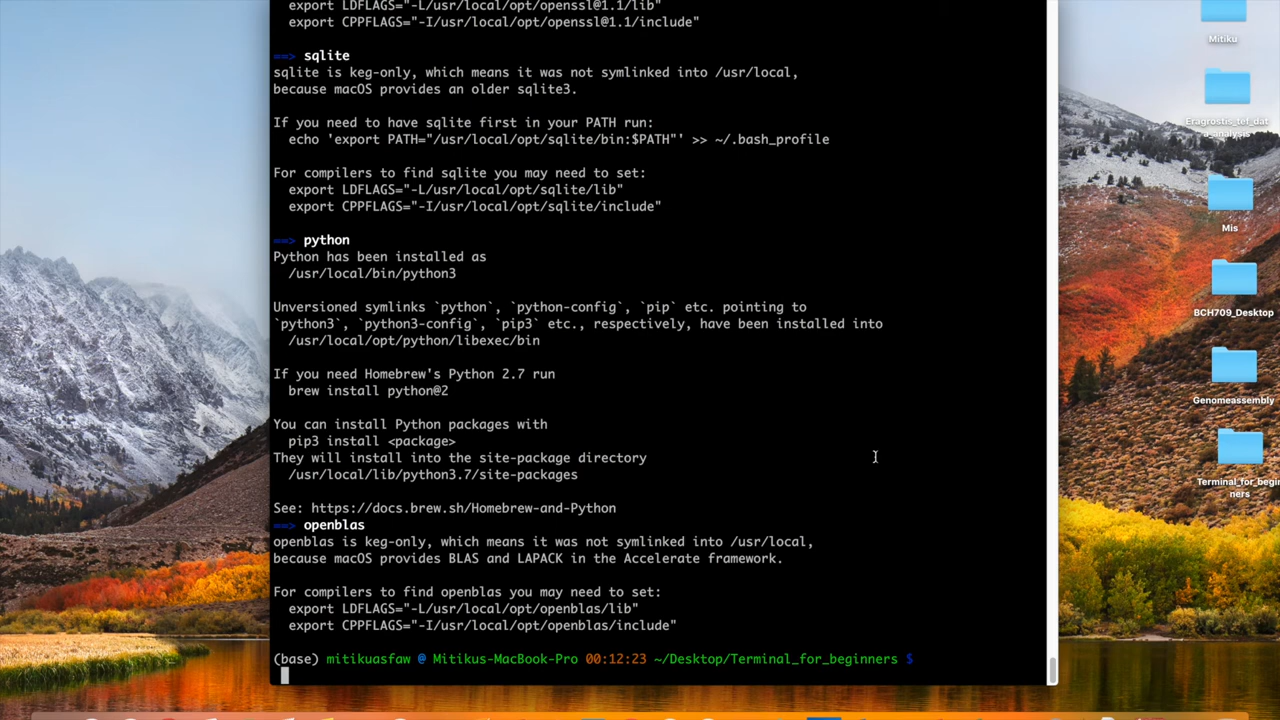 export LDFLAGS="-L/usr/local/opt/openssl@1.1/lib"
export CPPFLAGS="-I/usr/local/opt/openssl@1.1/include"
==> sqlite
sqlite is keg-only, which means it was not symlinked into /usr/local,
because macOS provides an older sqlite3.
If you need to have sqlite first in your PATH run:
echo 'export PATH="/usr/local/opt/sqlite/bin:$PATH"' >> ~/.bash_profile
For compilers to find sqlite you may need to set:
export LDFLAGS="-L/usr/local/opt/sqlite/lib"
export CPPFLAGS="-I/usr/local/opt/sqlite/include"
==> python
Python has been installed as
/usr/local/bin/python3
Unversioned symlinks `python`, `python-config`, `pip` etc. pointing to
`python3`, `python3-config`, `pip3` etc., respectively, have been installed into
/usr/local/opt/python/libexec/bin
If you need Homebrew's Python 2.7 run
brew install python@2
You can install Python packages with
pip3 install <package>
They will install into the site-package directory
/usr/local/lib/python3.7/site-packages
See: https://docs.brew.sh/Homebrew-and-Python
==> openblas
openblas is keg-only, which means it was not symlinked into /usr/local,
because macOS provides BLAS and LAPACK in the Accelerate framework.
For compilers to find openblas you may need to set:
export LDFLAGS="-L/usr/local/opt/openblas/lib"
export CPPFLAGS="-I/usr/local/opt/openblas/include"
(base) mitikuasfaw @ Mitikus-MacBook-Pro 00:12:23 ~/Desktop/Terminal_for_beginners $
Mitiku
Eragrostis_tef_dat
a_analysis
Mis
BCH709_Desktop
Genomeassembly
Terminal_for_begin
ners